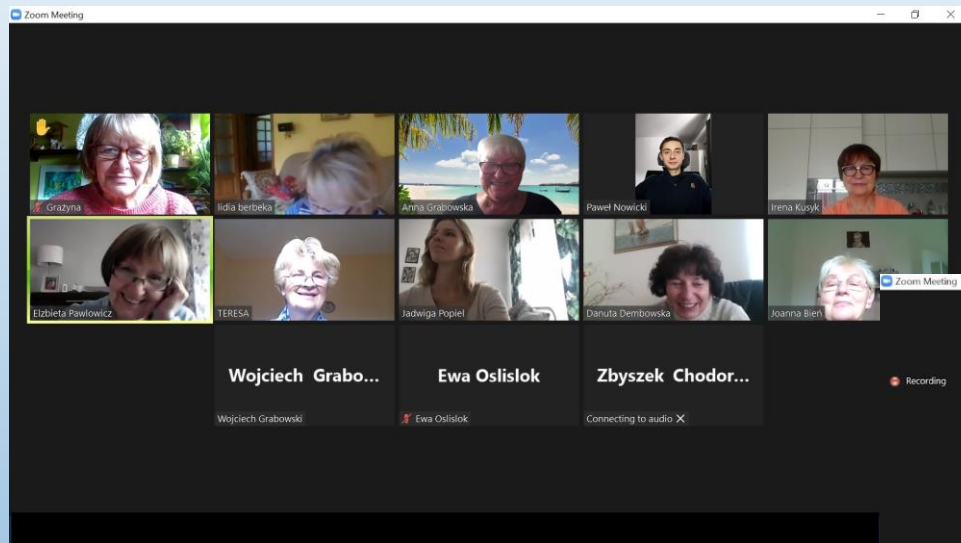 Zoom Meeting
Grażyna
lidia berbeka
Anna Grabowska
Paweł Nowicki
Irena Kusyk
Elzbieta Pawlowicz
TERESA
Jadwiga Popiel
Danuta Dembowska
Joanna Bień
Zoom Meeting
Wojciech Grabo...
Ewa Oslislok
Zbyszek Chodor...
Recording
Wojciech Grabowski
Ewa Oslislok
Connecting to audio